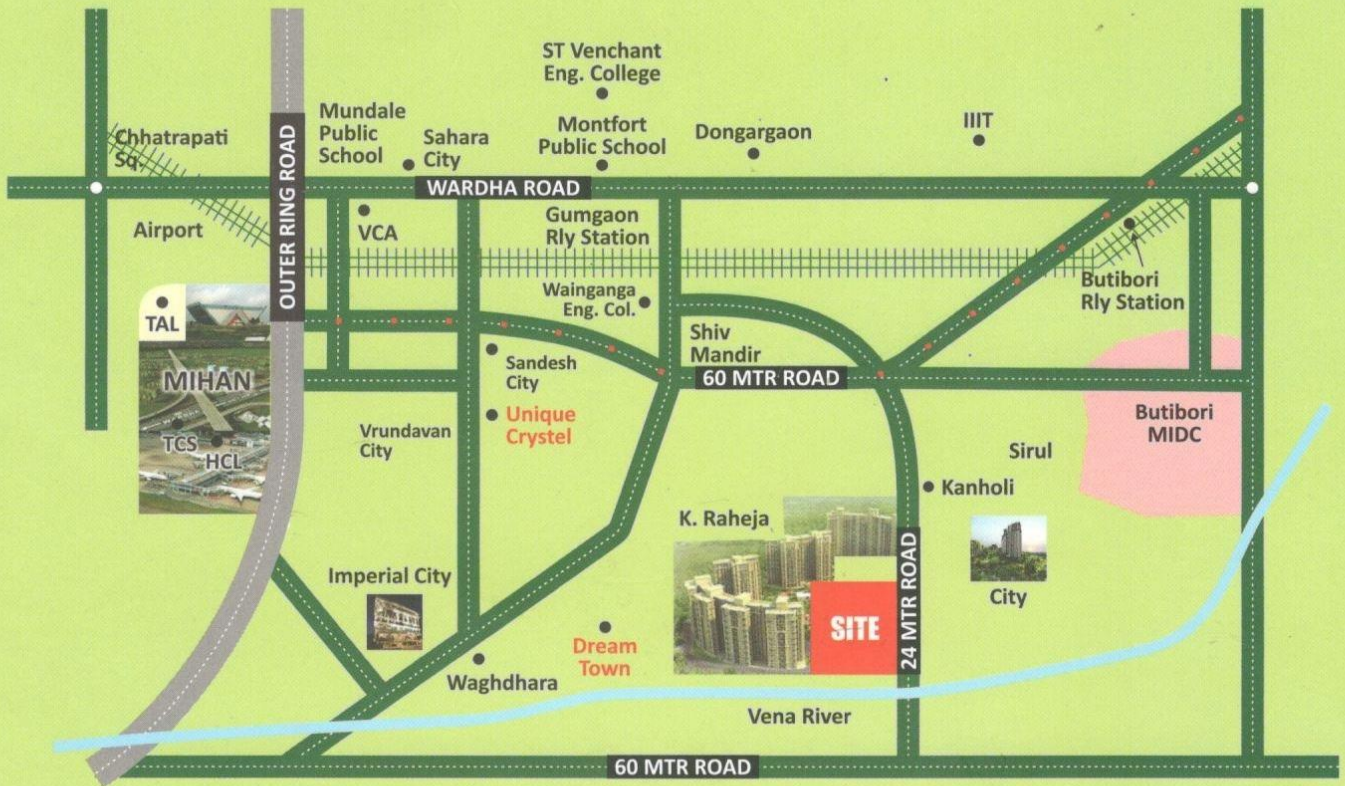 ST Venchant
Eng. College
Mundale
Public
School
Sahara
City
Montfort
Public School
Dongargaon
IIIT
Chhatrapati
Sq.
OUTER RING ROAD
WARDHA ROAD
Airport
VCA
Gumgaon
Rly Station
Butibori
Rly Station
TAL
Wainganga
Eng. Col.
Shiv
Mandir
MIHAN
Sandesh
City
60 MTR ROAD
TCS
HCL
Vrundavan
City
Unique
Crystel
Butibori
MIDC
Sirul
Kanholi
K. Raheja
Imperial City
24 MTR ROAD
City
SITE
Dream
Town
Waghdhara
Vena River
60 MTR ROAD